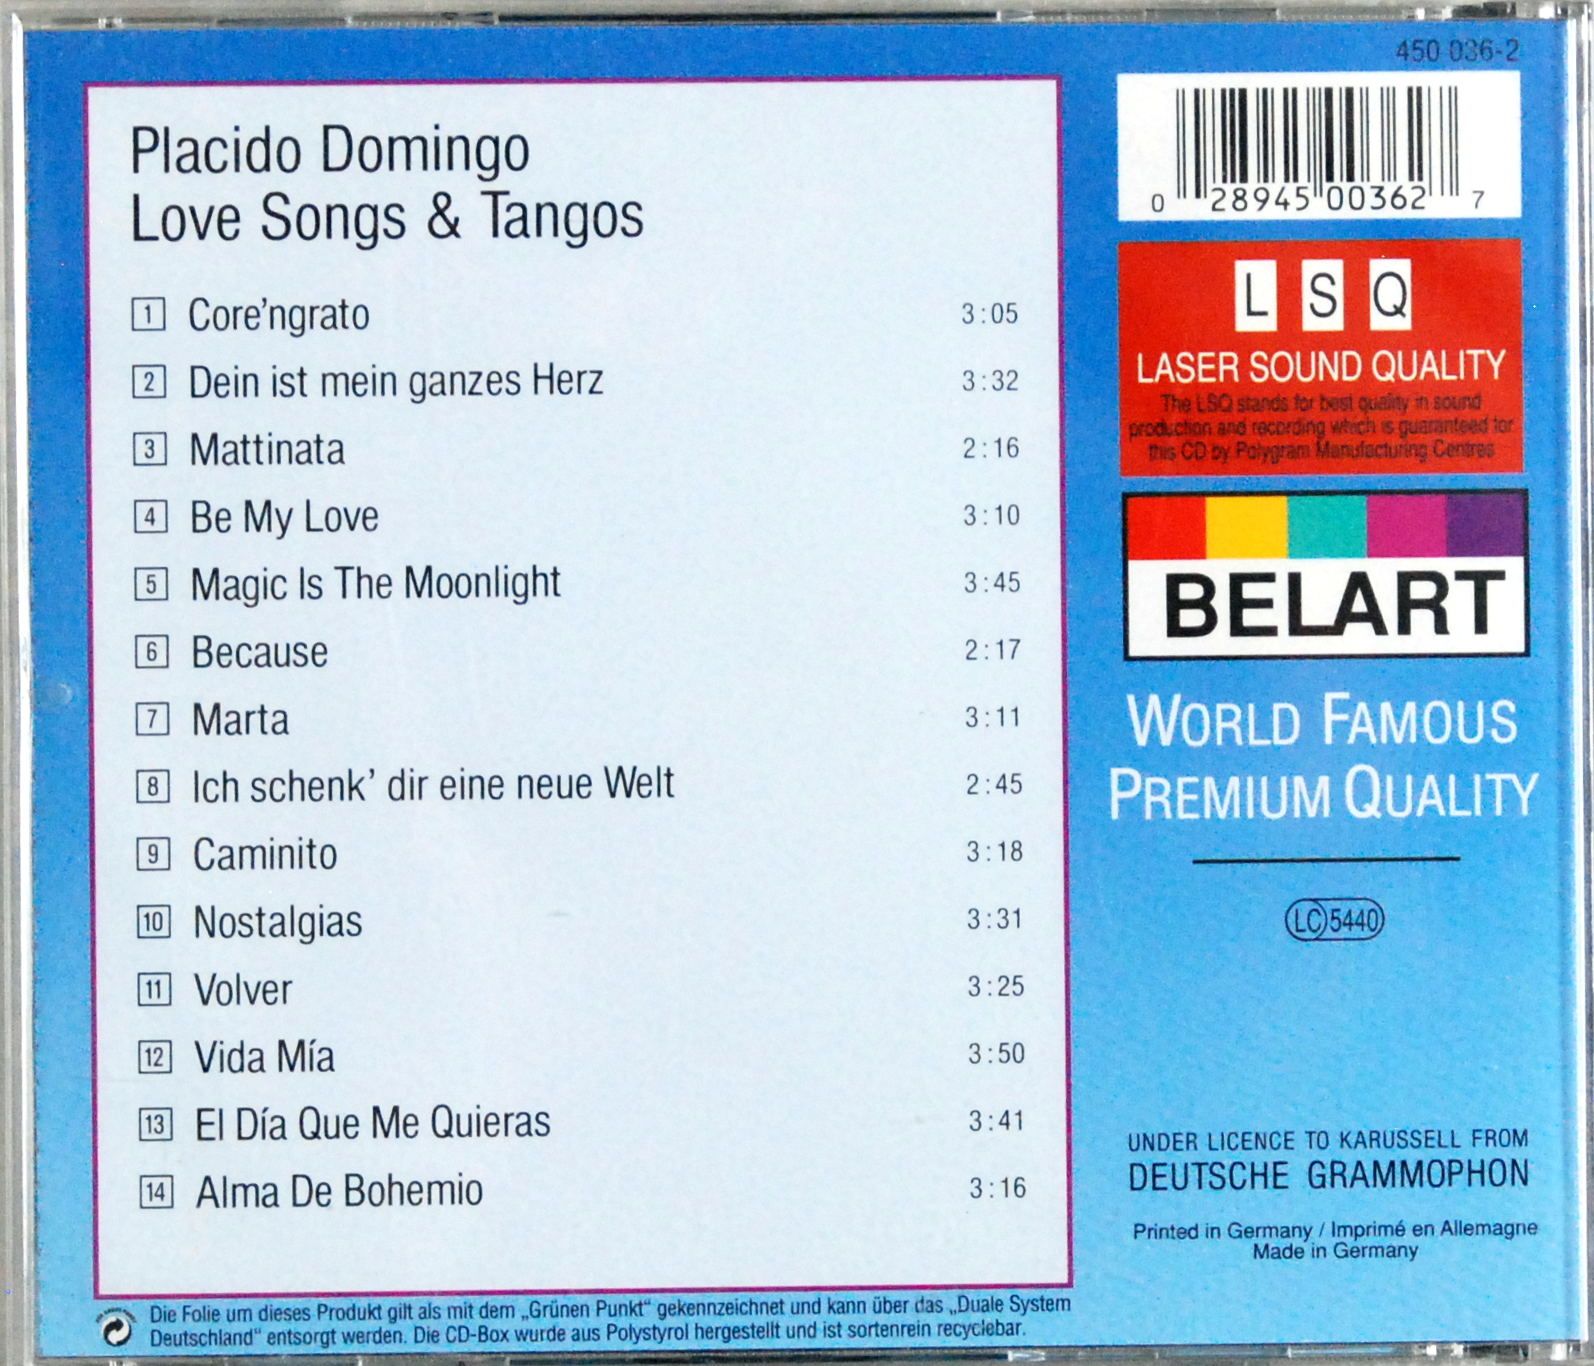 450 036-2
Placido Domingo
Love Songs & Tangos
1 Core'ngrato 3:05
2 Dein ist mein ganzes Herz 3:32
3 Mattinata 2:16
4 Be My Love 3:10
5 Magic Is The Moonlight 3:45
6 Because 2:17
7 Marta 3:11
8 Ich schenk' dir eine neue Welt 2:45
9 Caminito 3:18
10 Nostalgias 3:31
11 Volver 3:25
12 Vida Mía 3:50
13 El Día Que Me Quieras 3:41
14 Alma De Bohemio 3:16
0 28945 00362 7
L S Q
LASER SOUND QUALITY
The LSQ stands for best quality in sound
production and recording which is guaranteed for
this CD by Polygram Manufacturing Centres
BELART
WORLD FAMOUS
PREMIUM QUALITY
LC 5440
UNDER LICENCE TO KARUSSELL FROM
DEUTSCHE GRAMMOPHON
Printed in Germany / Imprimé en Allemagne
Made in Germany
Die Folie um dieses Produkt gilt als mit dem „Grünen Punkt“ gekennzeichnet und kann über das „Duale System
Deutschland“ entsorgt werden. Die CD-Box wurde aus Polystyrol hergestellt und ist sortenrein recyclebar.